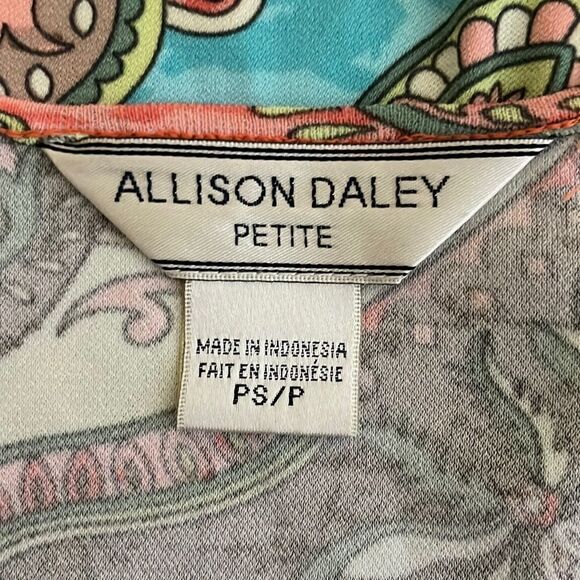 ALLISON DALEY
PETITE
MADE IN INDONESIA
FAIT EN INDONÉSIE
PS/P